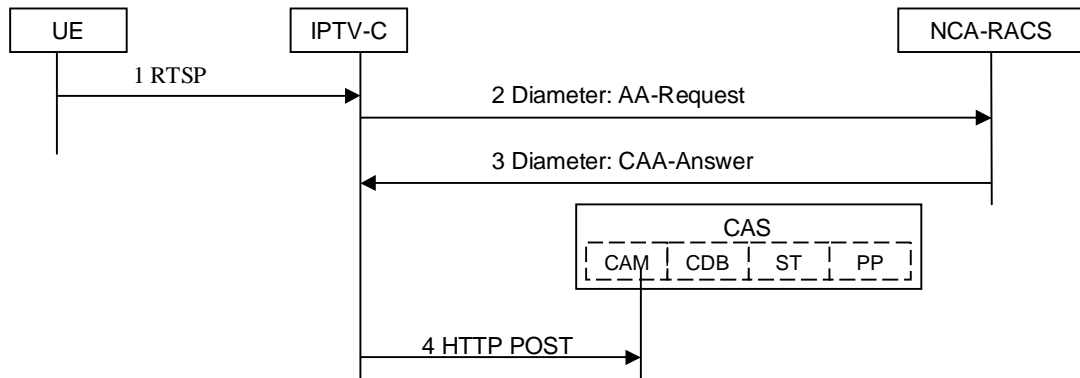 UE
IPTV-C
NCA-RACS
1 RTSP
2 Diameter: AA-Request
3 Diameter: CAA-Answer
CAS
CAM
CDB
ST
PP
4 HTTP POST